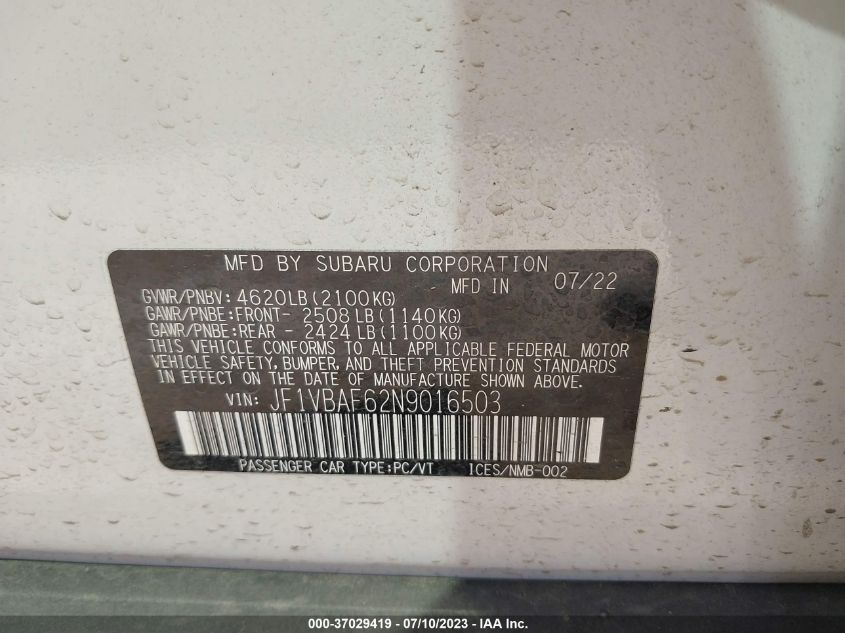 MFD BY SUBARU CORPORATION
MFD IN 07/22
GVWR/PNBV: 4620LB(2100KG)
GAWR/PNBE:FRONT- 2508 LB(1140KG)
GAWR/PNBE:REAR - 2424 LB(1100KG)
THIS VEHICLE CONFORMS TO ALL APPLICABLE FEDERAL MOTOR
VEHICLE SAFETY, BUMPER, AND THEFT PREVENTION STANDARDS
IN EFFECT ON THE DATE OF MANUFACTURE SHOWN ABOVE.
VIN: JF1VBAF62N9016503
PASSENGER CAR TYPE:PC/VT ICES/NMB-002
000-37029419 - 07/10/2023 - © IAA Inc.